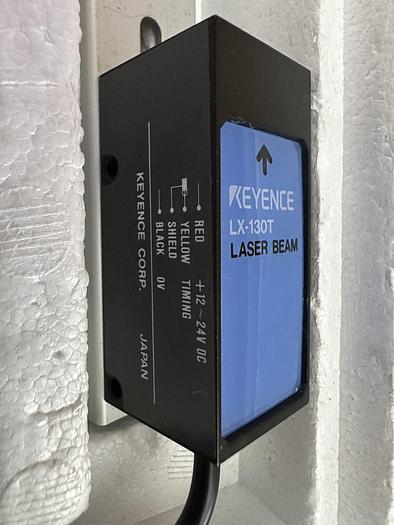 KEYENCE
LX-130T
LASER BEAM
RED +12~24V DC
YELLOW TIMING
SHIELD
BLACK 0V
KEYENCE CORP. JAPAN